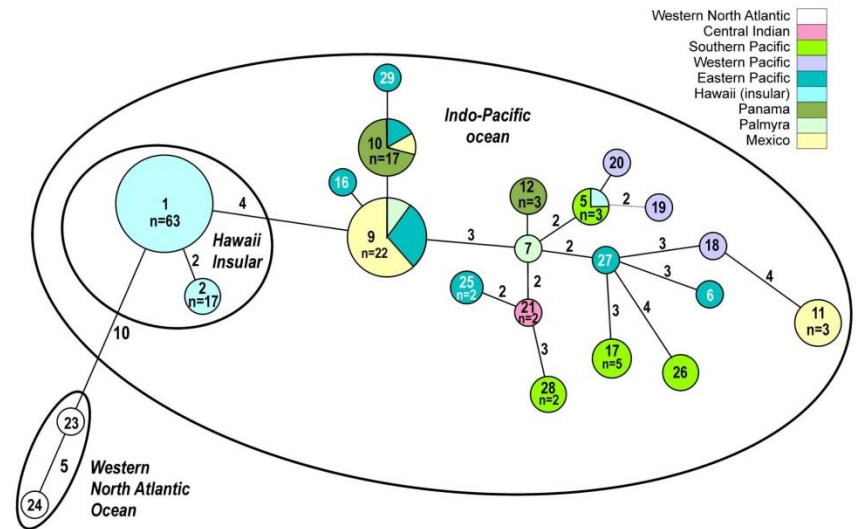 Western North Atlantic
Central Indian
Southern Pacific
Western Pacific
Eastern Pacific
Hawaii (insular)
Panama
Palmyra
Mexico
29
Indo-Pacific
ocean
10
n=17
16
12
n=3
20
5
n=3
2
19
1
n=63
4
Hawaii
Insular
2
2
n=17
9
n=22
3
7
2
2
27
3
18
3
6
4
11
n=3
25
n=2
2
2
21
n=2
3
28
n=2
3
17
n=5
4
26
10
23
5
24
Western
North Atlantic
Ocean